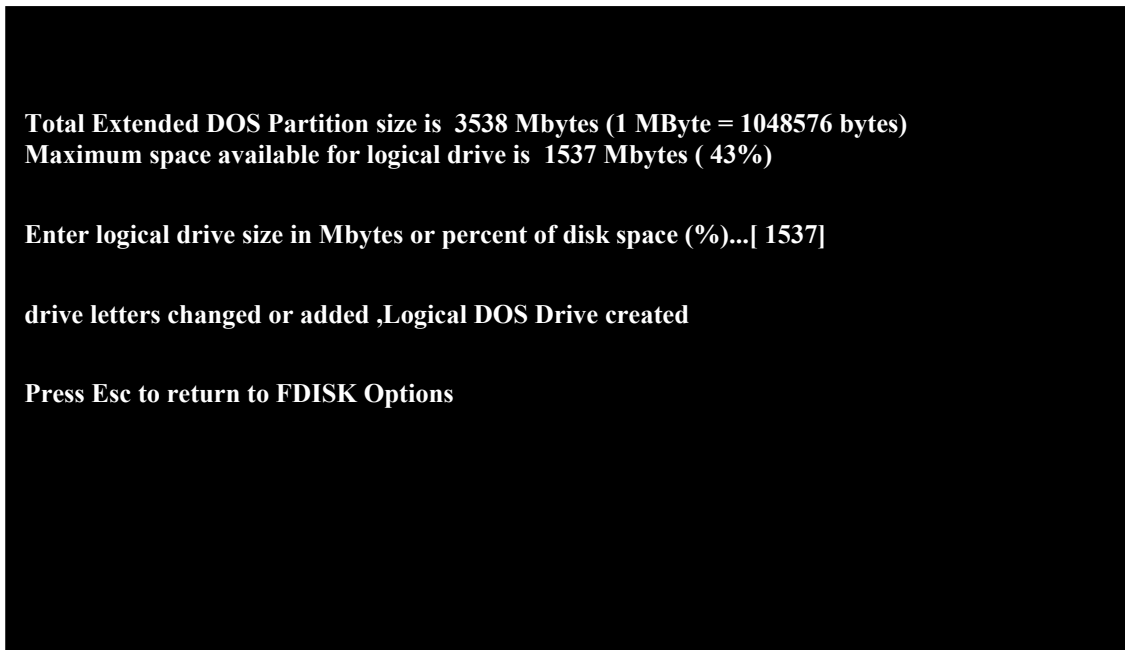 Total Extended DOS Partition size is  3538 Mbytes (1 MByte = 1048576 bytes)
Maximum space available for logical drive is  1537 Mbytes ( 43%)
Enter logical drive size in Mbytes or percent of disk space (%)...[ 1537]
drive letters changed or added ,Logical DOS Drive created
Press Esc to return to FDISK Options